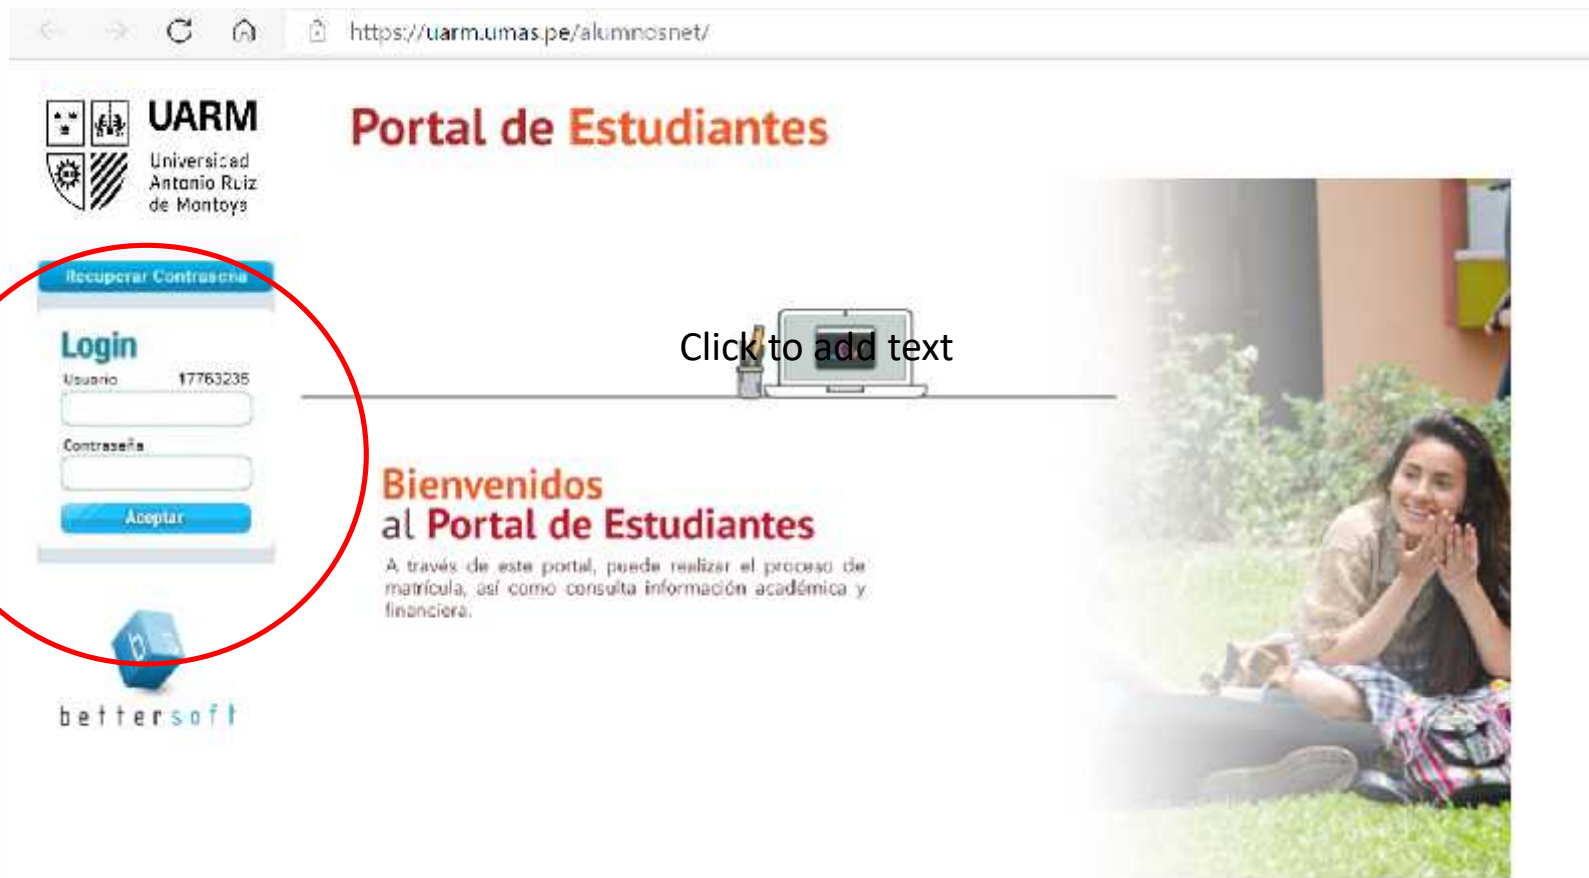 https://uarm.umas.pe/alumnosnet/
UARM
Universidad
Antonio Ruiz
de Montoya
Portal de Estudiantes
Recuperar Contraseña
Login
Usuario 17763235
Contraseña
Aceptar
Click to add text
Bienvenidos
al Portal de Estudiantes
A través de este portal, puede realizar el proceso de
matrícula, así como consulta información académica y
financiera.
b
bettersoft